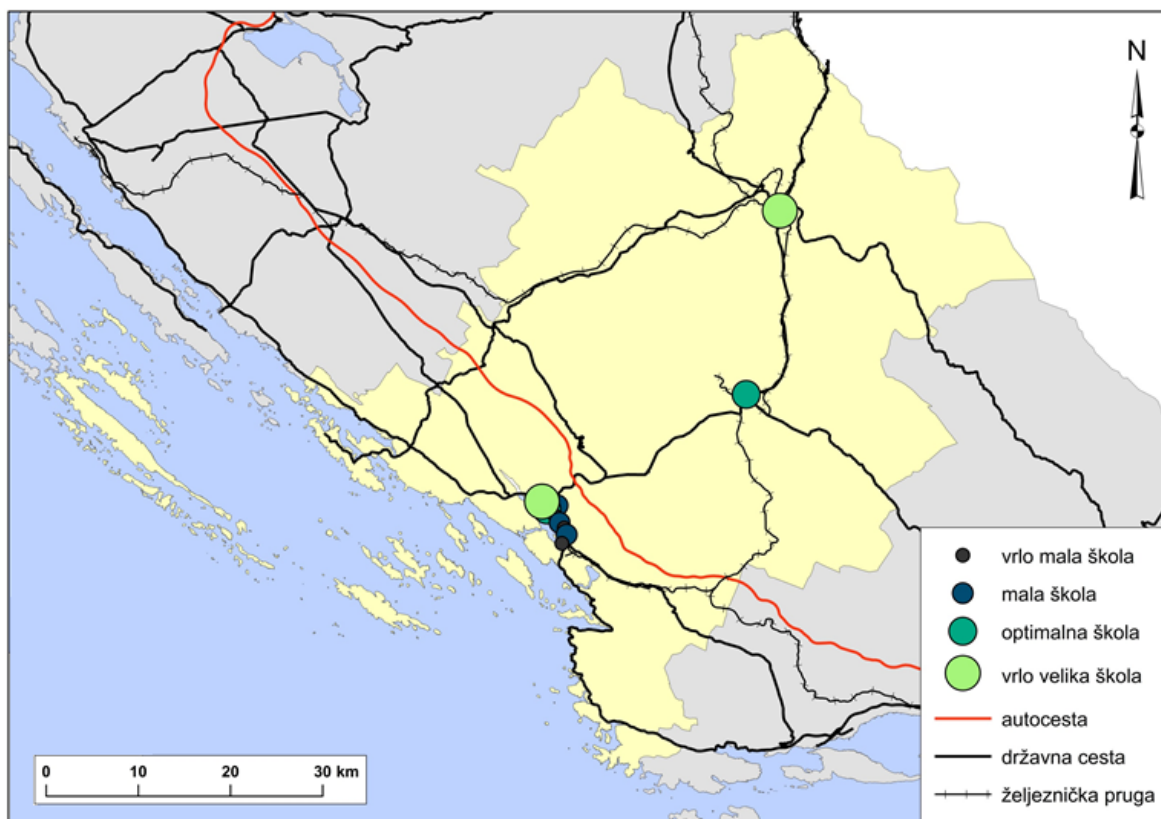 N
vrlo mala škola
mala škola
optimalna škola
vrlo velika škola
autocesta
državna cesta
željeznička pruga
0 10 20 30 km